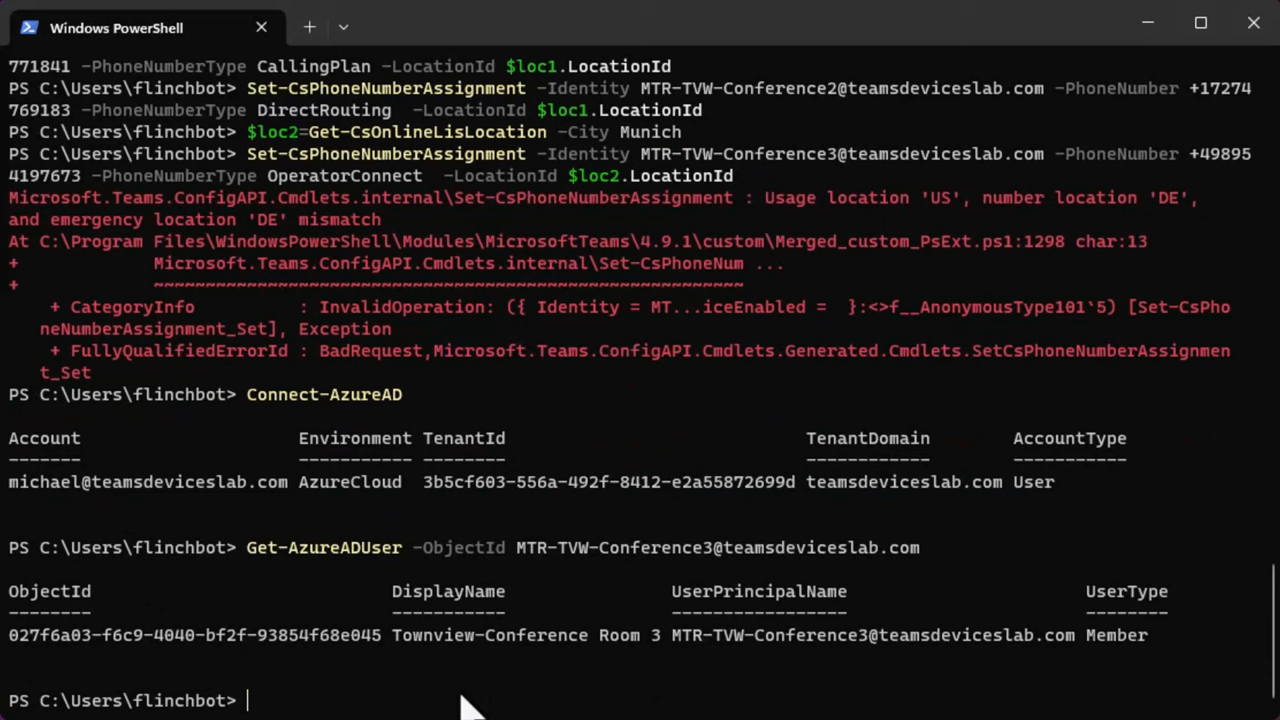 Windows PowerShell
771841 -PhoneNumberType CallingPlan -LocationId $loc1.LocationId
PS C:\Users\flinchbot> Set-CsPhoneNumberAssignment -Identity MTR-TVW-Conference2@teamsdeviceslab.com -PhoneNumber +17274
769183 -PhoneNumberType DirectRouting  -LocationId $loc1.LocationId
PS C:\Users\flinchbot> $loc2=Get-CsOnlineLisLocation -City Munich
PS C:\Users\flinchbot> Set-CsPhoneNumberAssignment -Identity MTR-TVW-Conference3@teamsdeviceslab.com -PhoneNumber +49895
4197673 -PhoneNumberType OperatorConnect  -LocationId $loc2.LocationId
Microsoft.Teams.ConfigAPI.Cmdlets.internal\Set-CsPhoneNumberAssignment : Usage location 'US', number location 'DE',
and emergency location 'DE' mismatch
At C:\Program Files\WindowsPowerShell\Modules\MicrosoftTeams\4.9.1\custom\Merged_custom_PsExt.ps1:1298 char:13
+             Microsoft.Teams.ConfigAPI.Cmdlets.internal\Set-CsPhoneNum ...
+             ~~~~~~~~~~~~~~~~~~~~~~~~~~~~~~~~~~~~~~~~~~~~~~~~~~~~~~~~~
    + CategoryInfo          : InvalidOperation: ({ Identity = MT...iceEnabled =  }:<>f__AnonymousType101`5) [Set-CsPho
   neNumberAssignment_Set], Exception
    + FullyQualifiedErrorId : BadRequest,Microsoft.Teams.ConfigAPI.Cmdlets.Generated.Cmdlets.SetCsPhoneNumberAssignmen
   t_Set
PS C:\Users\flinchbot> Connect-AzureAD
Account                     Environment TenantId                             TenantDomain        AccountType
-------                     ----------- --------                             ------------        -----------
michael@teamsdeviceslab.com AzureCloud  3b5cf603-556a-492f-8412-e2a55872699d teamsdeviceslab.com User
PS C:\Users\flinchbot> Get-AzureADUser -ObjectId MTR-TVW-Conference3@teamsdeviceslab.com
ObjectId                             DisplayName                UserPrincipalName                       UserType
--------                             -----------                -----------------                       --------
027f6a03-f6c9-4040-bf2f-93854f68e045 Townview-Conference Room 3 MTR-TVW-Conference3@teamsdeviceslab.com Member
PS C:\Users\flinchbot>